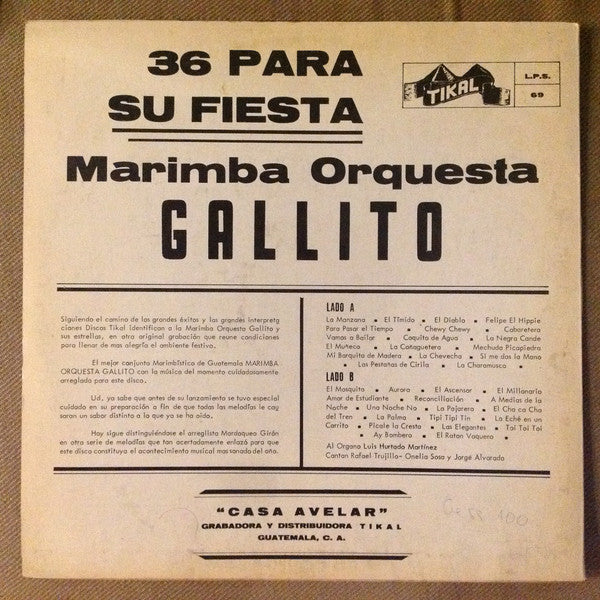 36 PARA
SU FIESTA
TIKAL
L.P.S.
69
Marimba Orquesta
GALLITO
Siguiendo el camino de los grandes éxitos y las grandes interpreta
ciones Discos Tikal identifican a la Marimba Orquesta Gallito y
sus estrellas, en otra original grabación que reune condiciones
para llenar de mas alegría el ambiente festivo.
El mejor conjunto Marimbístico de Guatemala MARIMBA
ORQUESTA GALLITO con la música del momento cuidadosamente
arreglada para este disco.
Ud. ya sabe que antes de su lanzamiento se tuvo especial
cuidado en su preparación a fin de que todas las melodías le cau
saran un sabor distinto a lo que ya se ha oído.
Hoy sigue distinguiéndose el arreglista Mardoqueo Girón
en otra serie de melodías que tan acertadamente enlazó para que
este disco constituya el acontecimiento musical mas sonado del año.
LADO A
La Manzana • El Tímido • El Diablo • Felipe El Hippie
Para Pasar el Tiempo • Chewy Chewy • Cabaretera
Vamos a Bailar • Coquita de Agua • La Negra Cande
El Muñeco • La Cañaguatera • Mechudo Picapiedra
Mi Barquito de Madera • La Chevecha • Si me das la Mano
Las Pestañas de Cirila • La Charamusca
LADO B
El Mosquito • Aurora • El Ascensor • El Millonario
Amor de Estudiante • Reconciliación • A Medias de la
Noche • Una Noche No • La Pajarera • El Cha ca Cha
del Tren • La Palma • Tipi Tipi Tin • La Eché en un
Carrito • Pícale la Cresta • Las Elegantes • Toi Toi Toi
Ay Bombero • El Raton Vaquero
Al Organo Luis Hurtado Martínez
Cantan Rafael Trujillo- Onelia Sosa y Jorge Alvarado
"CASA AVELAR"
GRABADORA Y DISTRIBUIDORA TIKAL
GUATEMALA, C. A.